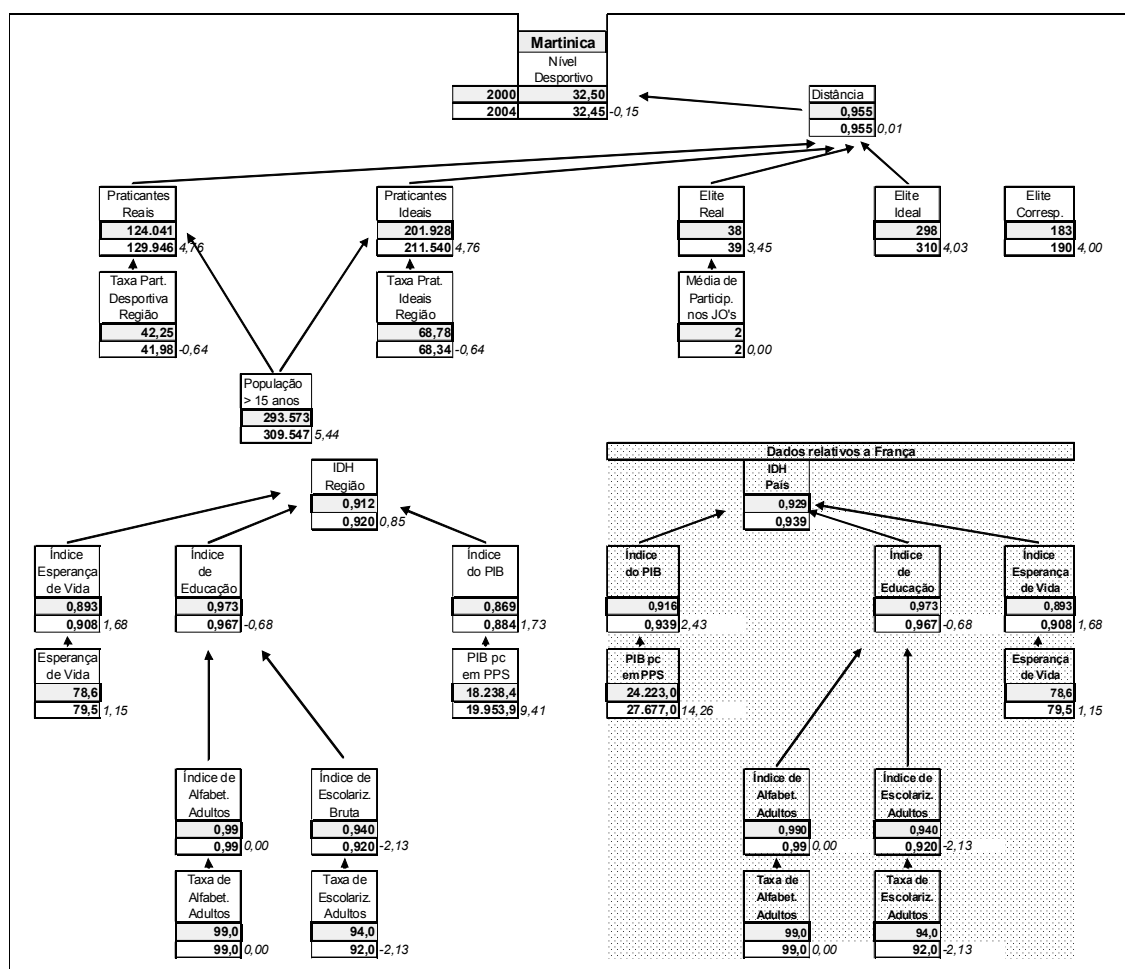 Martinica
Nível
Desportivo
2000 32,50
2004 32,45 -0,15
Distância
0,955
0,955 0,01
Praticantes
Reais
124.041
129.946 4,76
Praticantes
Ideais
201.928
211.540 4,76
Elite
Real
38
39 3,45
Elite
Ideal
298
310 4,03
Elite
Corresp.
183
190 4,00
Taxa Part.
Desportiva
Região
42,25
41,98 -0,64
Taxa Prat.
Ideais
Região
68,78
68,34 -0,64
Média de
Particip.
nos JO's
2
2 0,00
População
> 15 anos
293.573
309.547 5,44
IDH
Região
0,912
0,920 0,85
Dados relativos a França
IDH
País
0,929
0,939
Índice
Esperança
de Vida
0,893
0,908 1,68
Índice
de
Educação
0,973
0,967 -0,68
Índice
do PIB
0,869
0,884 1,73
Índice
do PIB
0,916
0,939 2,43
Índice
de
Educação
0,973
0,967 -0,68
Índice
Esperança
de Vida
0,893
0,908 1,68
Esperança
de Vida
78,6
79,5 1,15
PIB pc
em PPS
18.238,4
19.953,9 9,41
PIB pc
em PPS
24.223,0
27.677,0 14,26
Esperança
de Vida
78,6
79,5 1,15
Índice de
Alfabet.
Adultos
0,99
0,99 0,00
Índice de
Escolariz.
Bruta
0,940
0,920 -2,13
Índice de
Alfabet.
Adultos
0,990
0,99 0,00
Índice de
Escolariz.
Adultos
0,940
0,920 -2,13
Taxa de
Alfabet.
Adultos
99,0
99,0 0,00
Taxa de
Escolariz.
Adultos
94,0
92,0 -2,13
Taxa de
Alfabet.
Adultos
99,0
99,0 0,00
Taxa de
Escolariz.
Adultos
94,0
92,0 -2,13